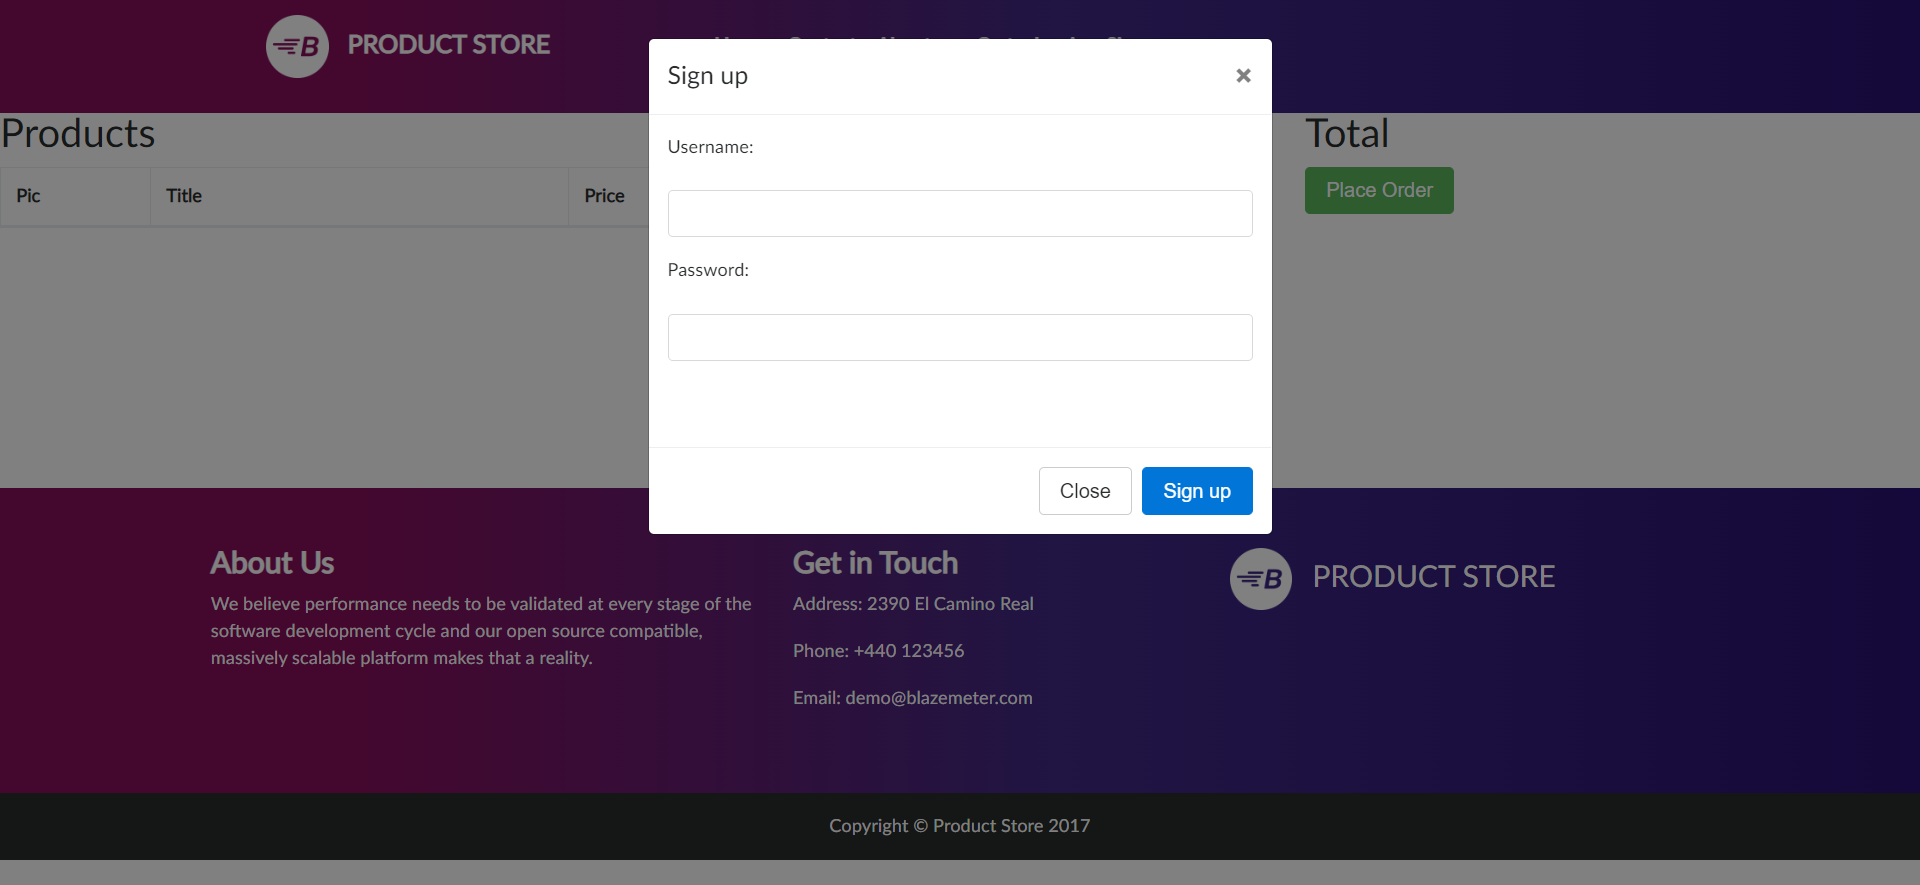 B PRODUCT STORE
Sign up ×
Username:
Password:
Close Sign up
Products
Pic Title Price
Total
Place Order
About Us
We believe performance needs to be validated at every stage of the
software development cycle and our open source compatible,
massively scalable platform makes that a reality.
Get in Touch
Address: 2390 El Camino Real
Phone: +440 123456
Email: demo@blazemeter.com
B PRODUCT STORE
Copyright © Product Store 2017